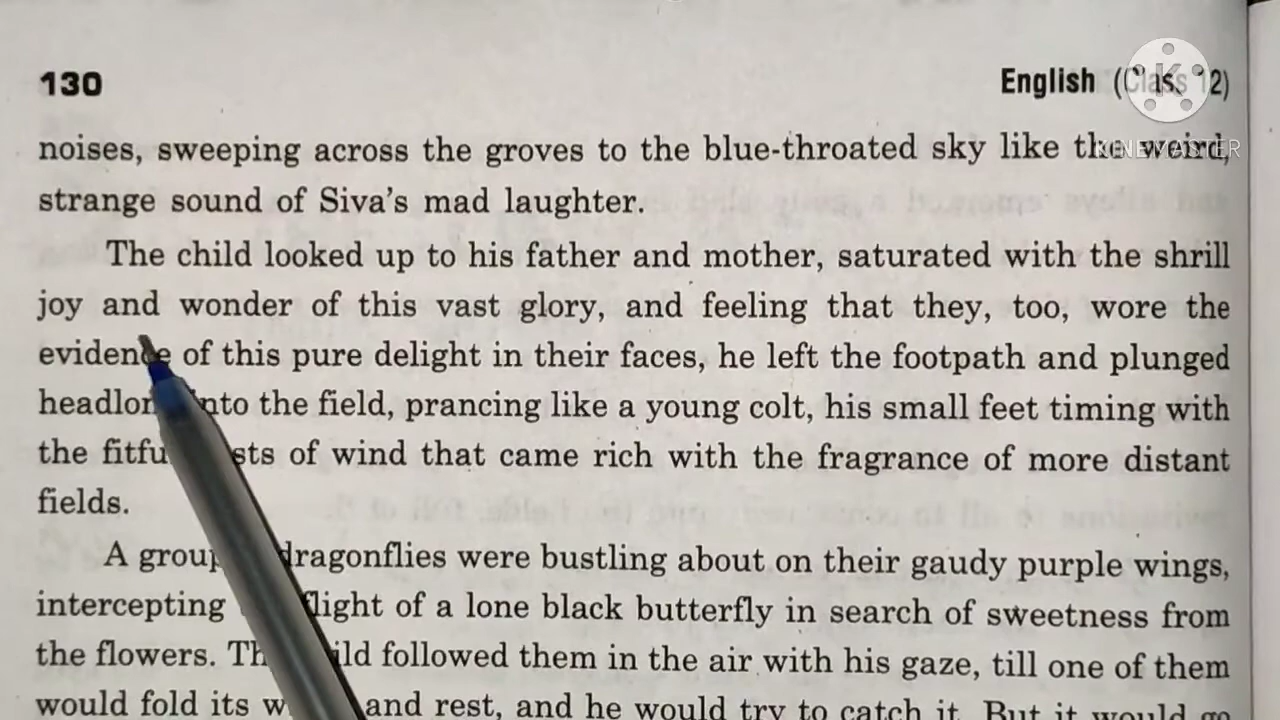 130
English (Class 12)
KINEMASTER
noises, sweeping across the groves to the blue-throated sky like the weird,
strange sound of Siva's mad laughter.
The child looked up to his father and mother, saturated with the shrill
joy and wonder of this vast glory, and feeling that they, too, wore the
evidence of this pure delight in their faces, he left the footpath and plunged
into the field, prancing like a young colt, his small feet timing with
the of wind that came rich with the fragrance of more distant
fields.
A dragonflies were bustling about on their gaudy purple wings,
intercepting flight of a lone black butterfly in search of sweetness from
the flowers. followed them in the air with his gaze, till one of them
would fold its and rest, and he would try to catch it. But it would go